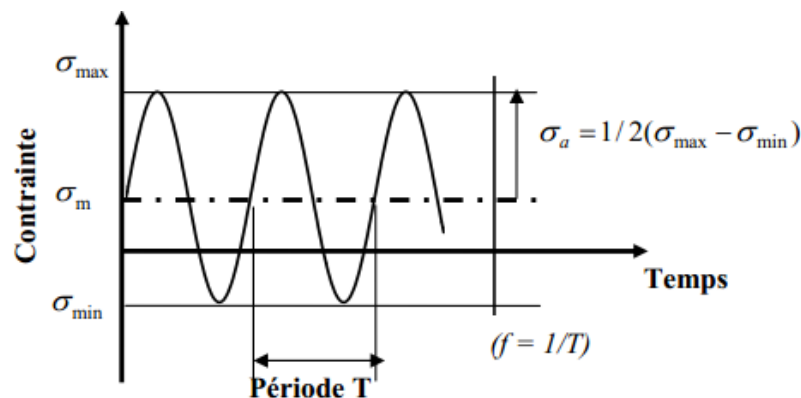 σmax
σa = 1/2(σmax − σmin)
σm
Contrainte
Temps
σmin
(f = 1/T)
Période T